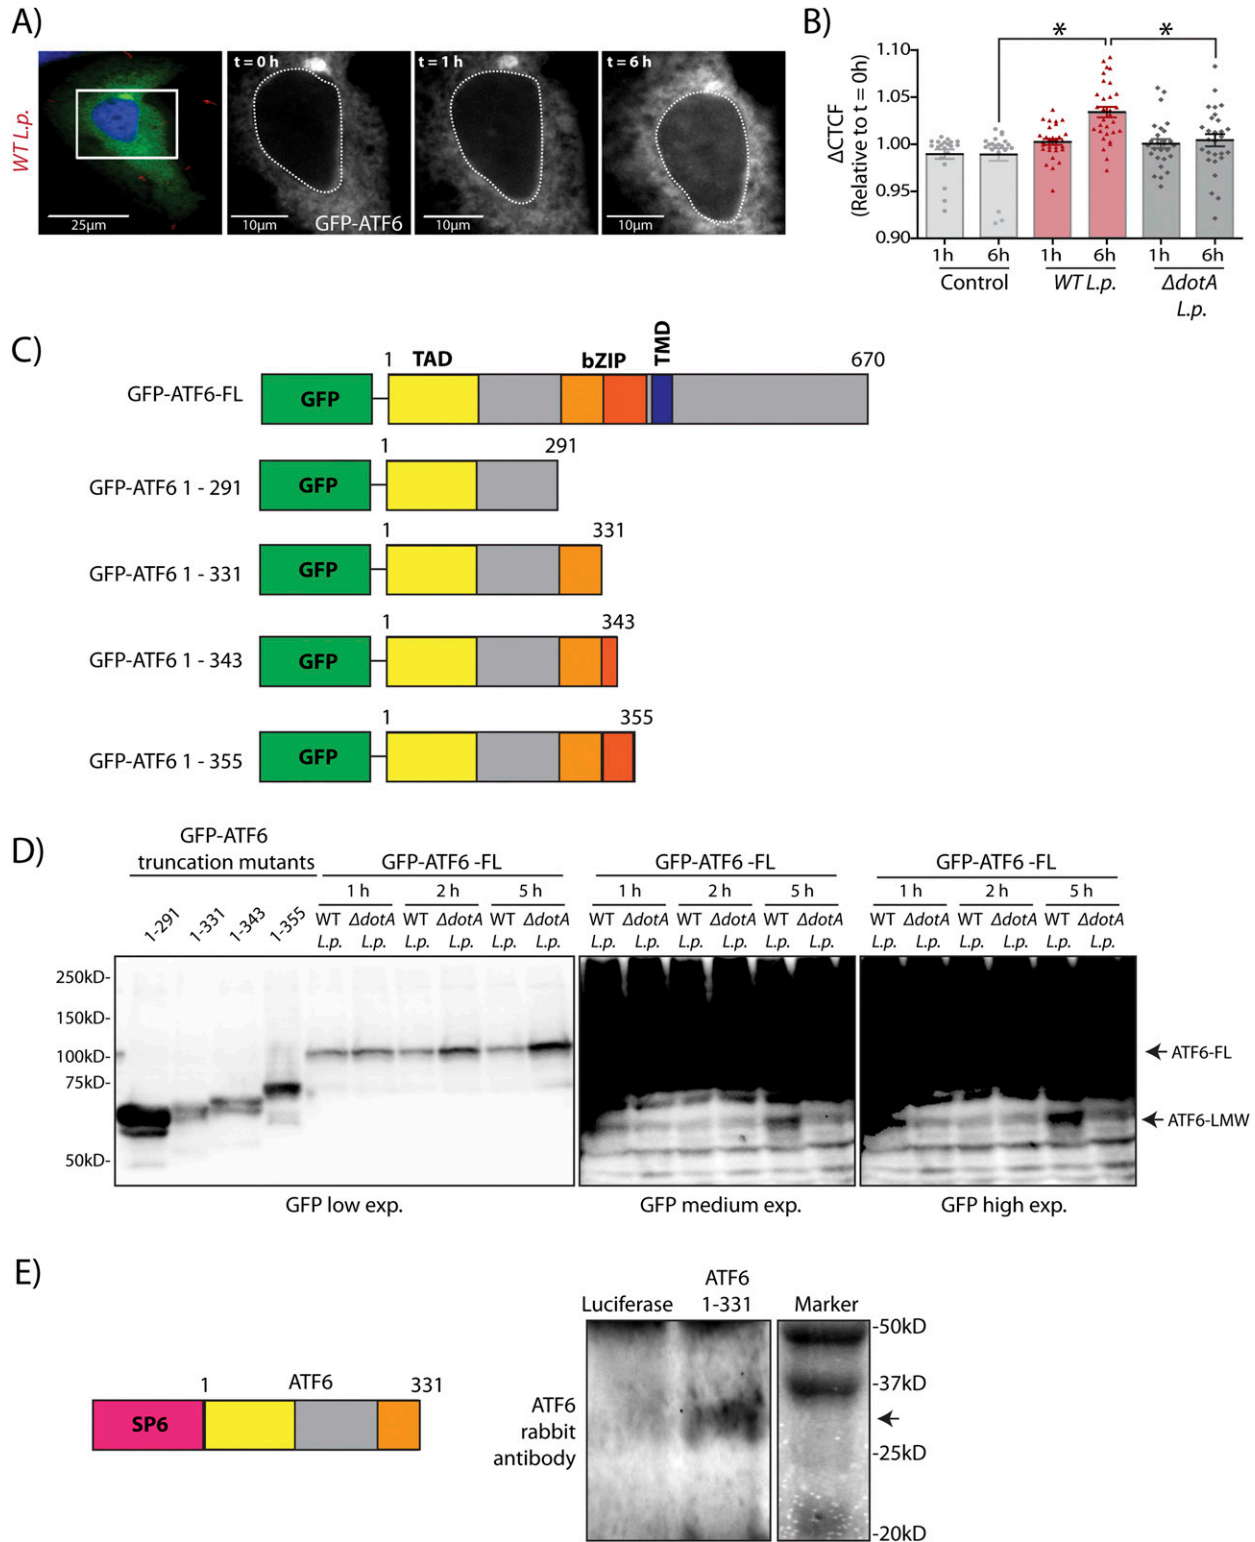 A)
WT L.p.
t = 0 h
t = 1 h
t = 6 h
25µm
10µm
GFP-ATF6
10µm
10µm
B)
ΔCTCF
(Relative to t = 0h)
1.10
1.05
1.00
0.95
0.90
*
*
1h 6h 1h 6h 1h 6h
Control WT L.p. ΔdotA
L.p.
C)
1 TAD bZIP TMD 670
GFP-ATF6-FL GFP
1 291
GFP-ATF6 1 - 291 GFP
1 331
GFP-ATF6 1 - 331 GFP
1 343
GFP-ATF6 1 - 343 GFP
1 355
GFP-ATF6 1 - 355 GFP
D)
GFP-ATF6
truncation mutants
1-291 1-331 1-343 1-355
GFP-ATF6 -FL GFP-ATF6 -FL GFP-ATF6 -FL
1 h 2 h 5 h 1 h 2 h 5 h 1 h 2 h 5 h
WT ΔdotA WT ΔdotA WT ΔdotA WT ΔdotA WT ΔdotA WT ΔdotA WT ΔdotA WT ΔdotA WT ΔdotA
L.p. L.p. L.p. L.p. L.p. L.p. L.p. L.p. L.p. L.p. L.p. L.p. L.p. L.p. L.p. L.p. L.p. L.p.
250kD-
150kD-
100kD-
75kD-
50kD-
ATF6-FL
ATF6-LMW
GFP low exp. GFP medium exp. GFP high exp.
E)
1 ATF6 331
SP6
ATF6
Luciferase 1-331 Marker
ATF6
rabbit
antibody
-50kD
-37kD
-25kD
-20kD